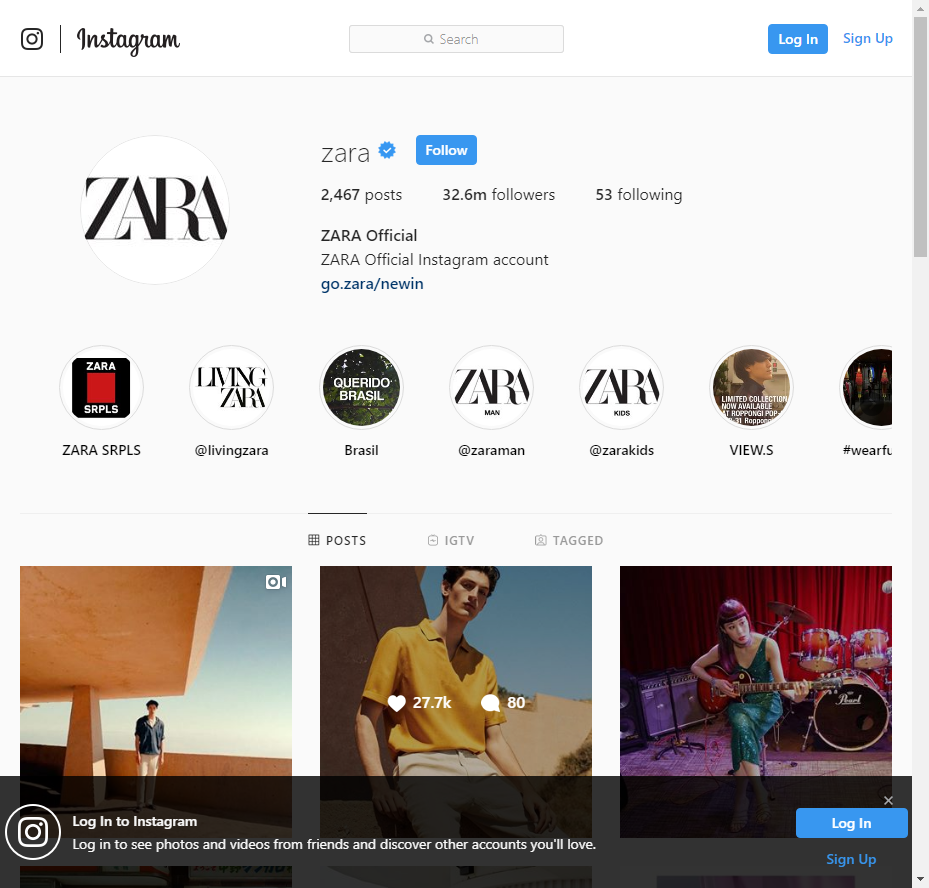 Instagram
Search
Log In
Sign Up
ZARA
zara
Follow
2,467 posts 32.6m followers 53 following
ZARA Official
ZARA Official Instagram account
go.zara/newin
ZARA
SRPLS
LIVING
ZARA
QUERIDO
BRASIL
ZARA
MAN
ZARA
KIDS
LIMITED COLLECTION
NOW AVAILABLE
AT ROPPONGI POP-
ZARA SRPLS
@livingzara
Brasil
@zaraman
@zarakids
VIEW.S
#wearfu
POSTS
IGTV
TAGGED
27.7k 80
Pearl
Log In to Instagram
Log in to see photos and videos from friends and discover other accounts you'll love.
Log In
Sign Up